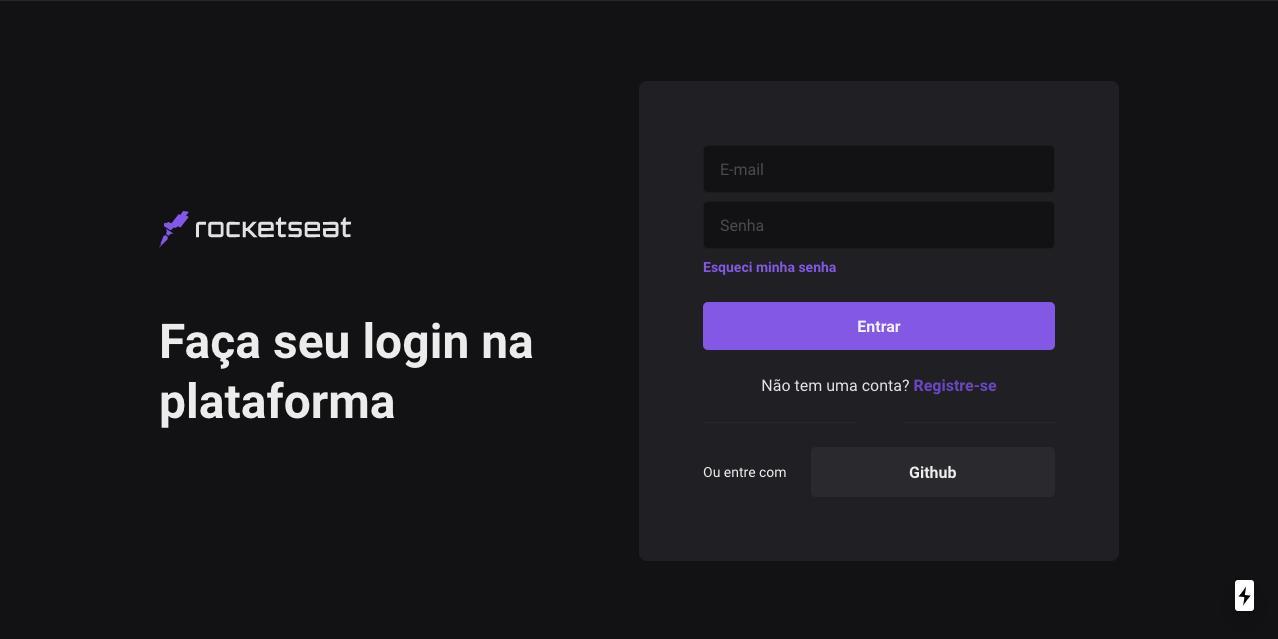 rocketseat
Faça seu login na
plataforma
E-mail
Senha
Esqueci minha senha
Entrar
Não tem uma conta? Registre-se
Ou entre com
Github